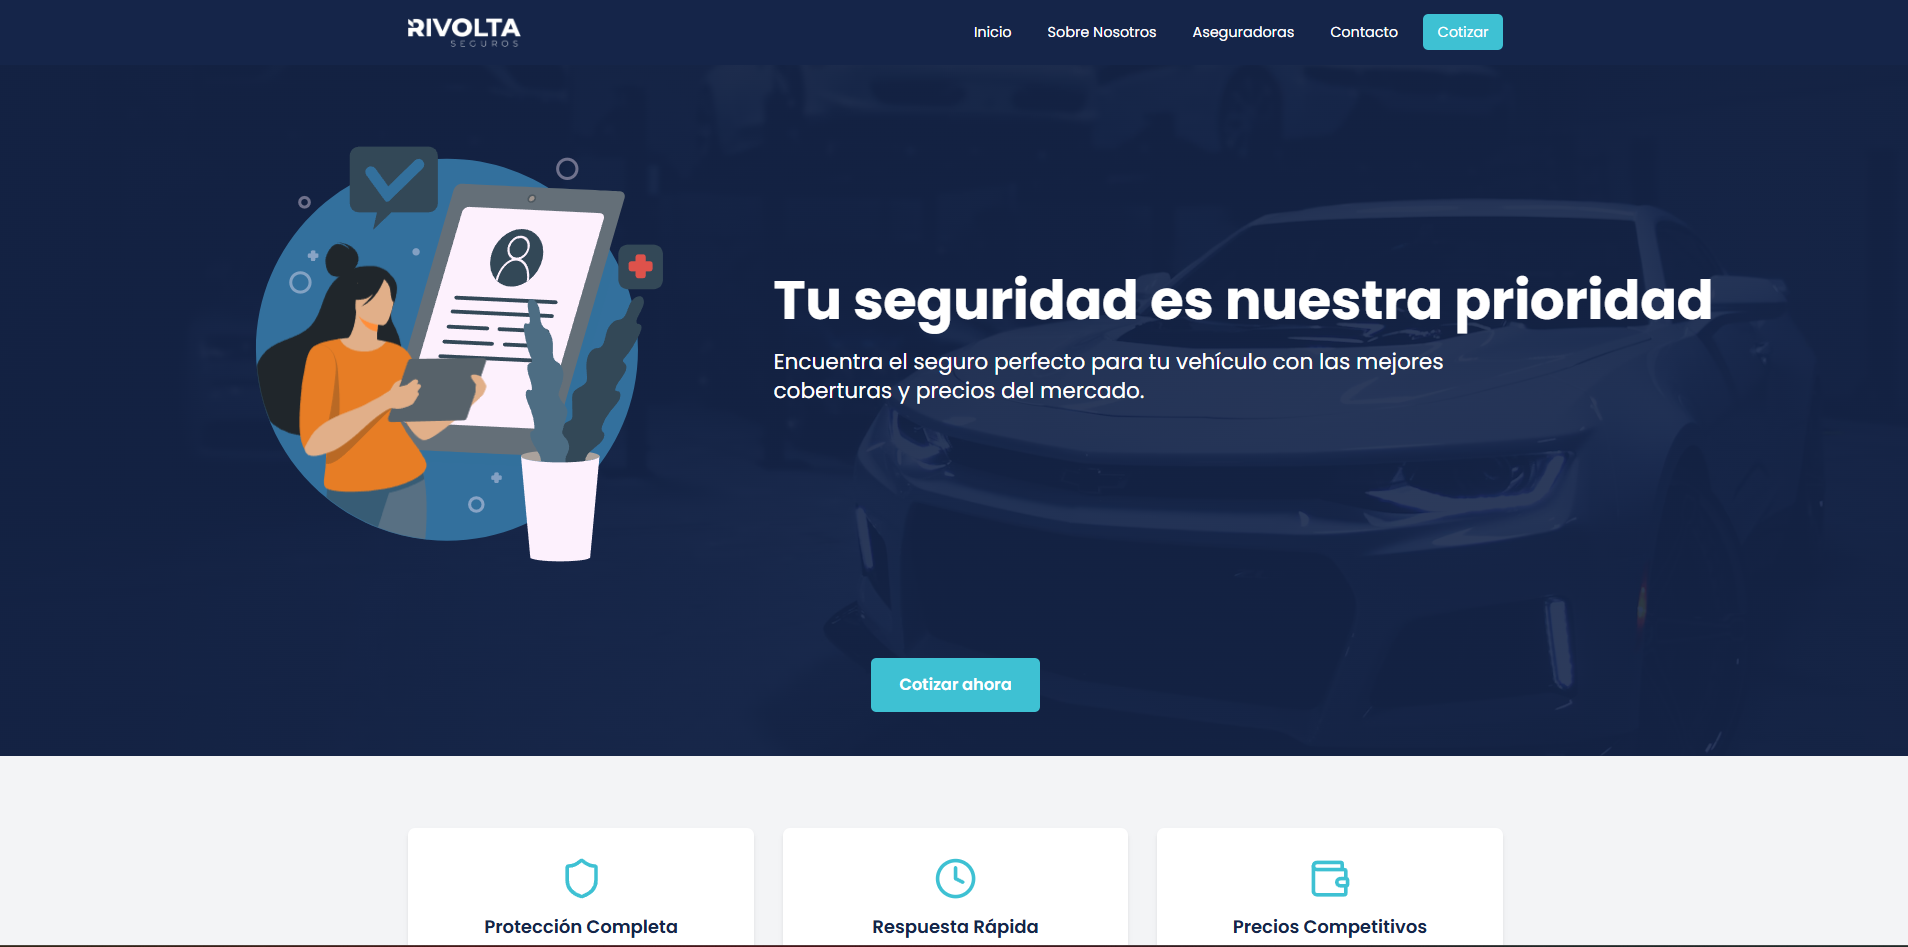 RIVOLTA
SEGUROS
Inicio
Sobre Nosotros
Aseguradoras
Contacto
Cotizar
Tu seguridad es nuestra prioridad
Encuentra el seguro perfecto para tu vehículo con las mejores
coberturas y precios del mercado.
Cotizar ahora
Protección Completa
Respuesta Rápida
Precios Competitivos